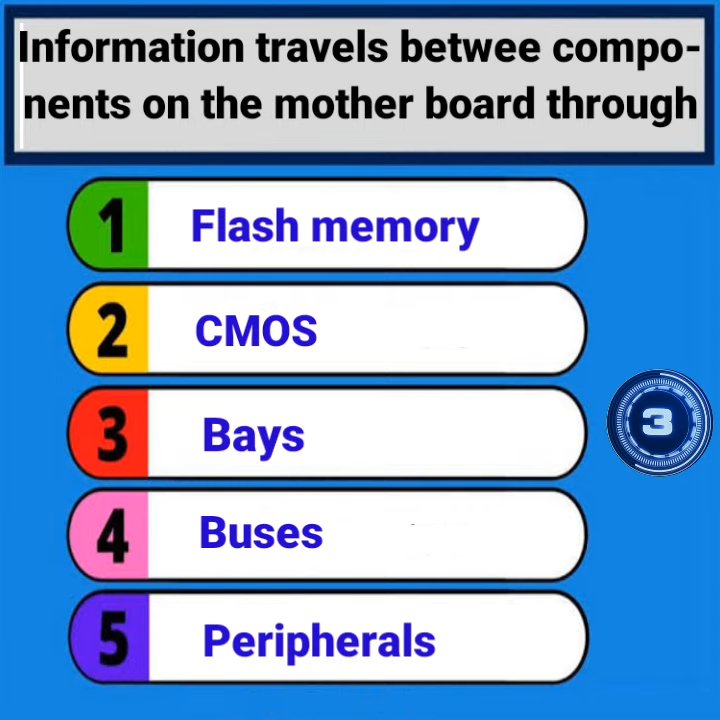 Information travels betwee compo-
nents on the mother board through
1 Flash memory
2 CMOS
3 Bays
3
4 Buses
5 Peripherals